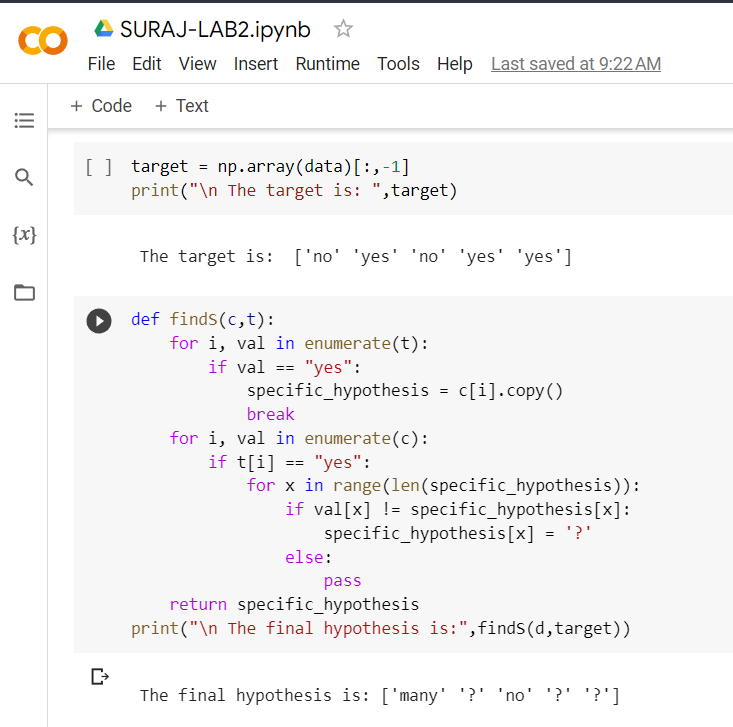 SURAJ-LAB2.ipynb
File Edit View Insert Runtime Tools Help Last saved at 9:22 AM
+ Code + Text
[ ] target = np.array(data)[:,-1]
print("\n The target is: ",target)
The target is:  ['no' 'yes' 'no' 'yes' 'yes']
{x}
def findS(c,t):
    for i, val in enumerate(t):
        if val == "yes":
            specific_hypothesis = c[i].copy()
            break
    for i, val in enumerate(c):
        if t[i] == "yes":
            for x in range(len(specific_hypothesis)):
                if val[x] != specific_hypothesis[x]:
                    specific_hypothesis[x] = '?'
                else:
                    pass
    return specific_hypothesis
print("\n The final hypothesis is:",findS(d,target))
The final hypothesis is: ['many' '?' 'no' '?' '?']